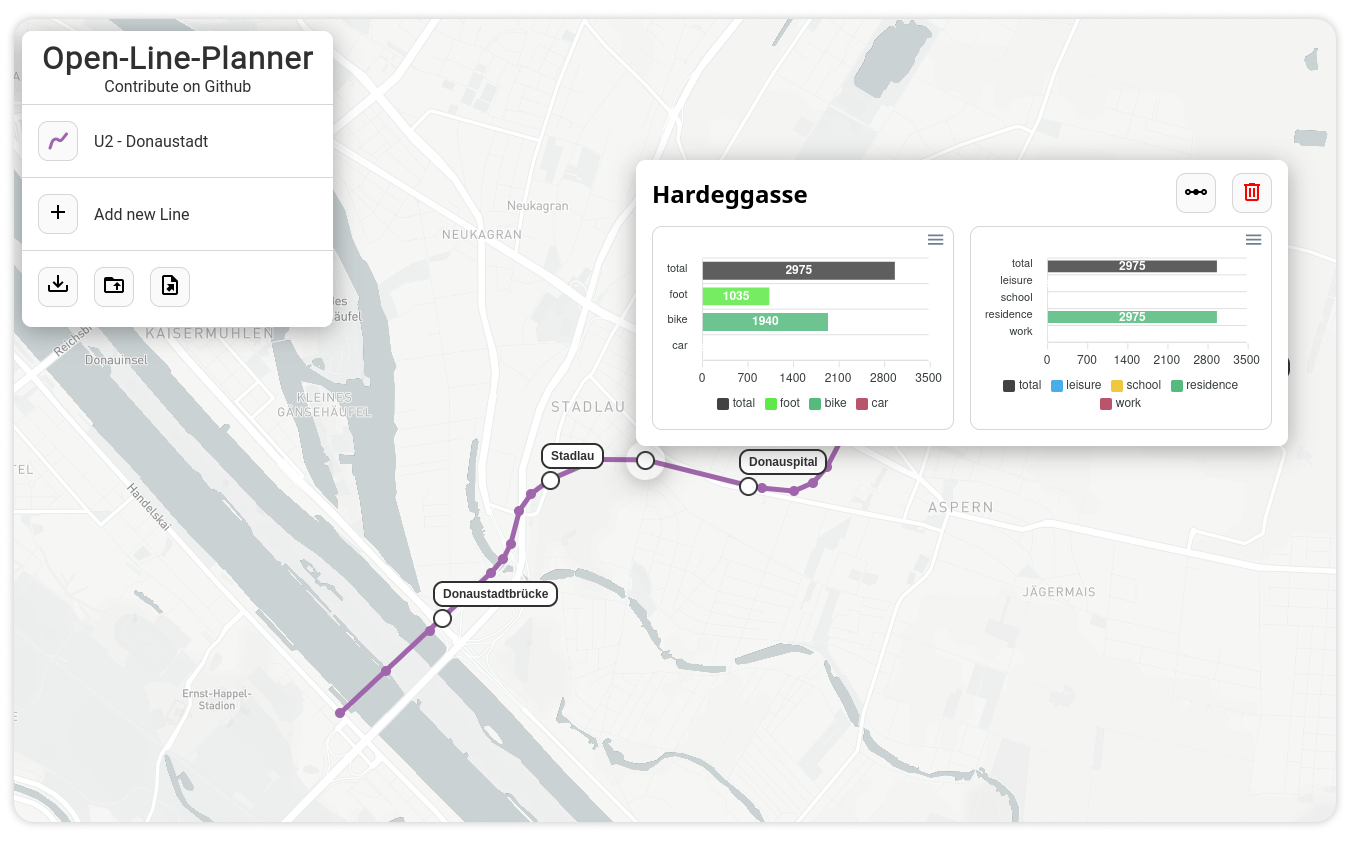 Open-Line-Planner
Contribute on Github
U2 - Donaustadt
Add new Line
Hardeggasse
total
2975
foot
1035
bike
1940
car
0 700 1400 2100 2800 3500
total foot bike car
total
2975
leisure
school
residence
2975
work
0 700 1400 2100 2800 3500
total leisure school residence
work
Neukagran
NEUKAGRAN
äufel
KAISERMÜHLEN
Donauinsel
KLEINES
GÄNSEHÄUFEL
STADLAU
Stadlau
Donauspital
Handelskai
ASPERN
Donaustadtbrücke
JÄGERMAIS
Ernst-Happel-
Stadion